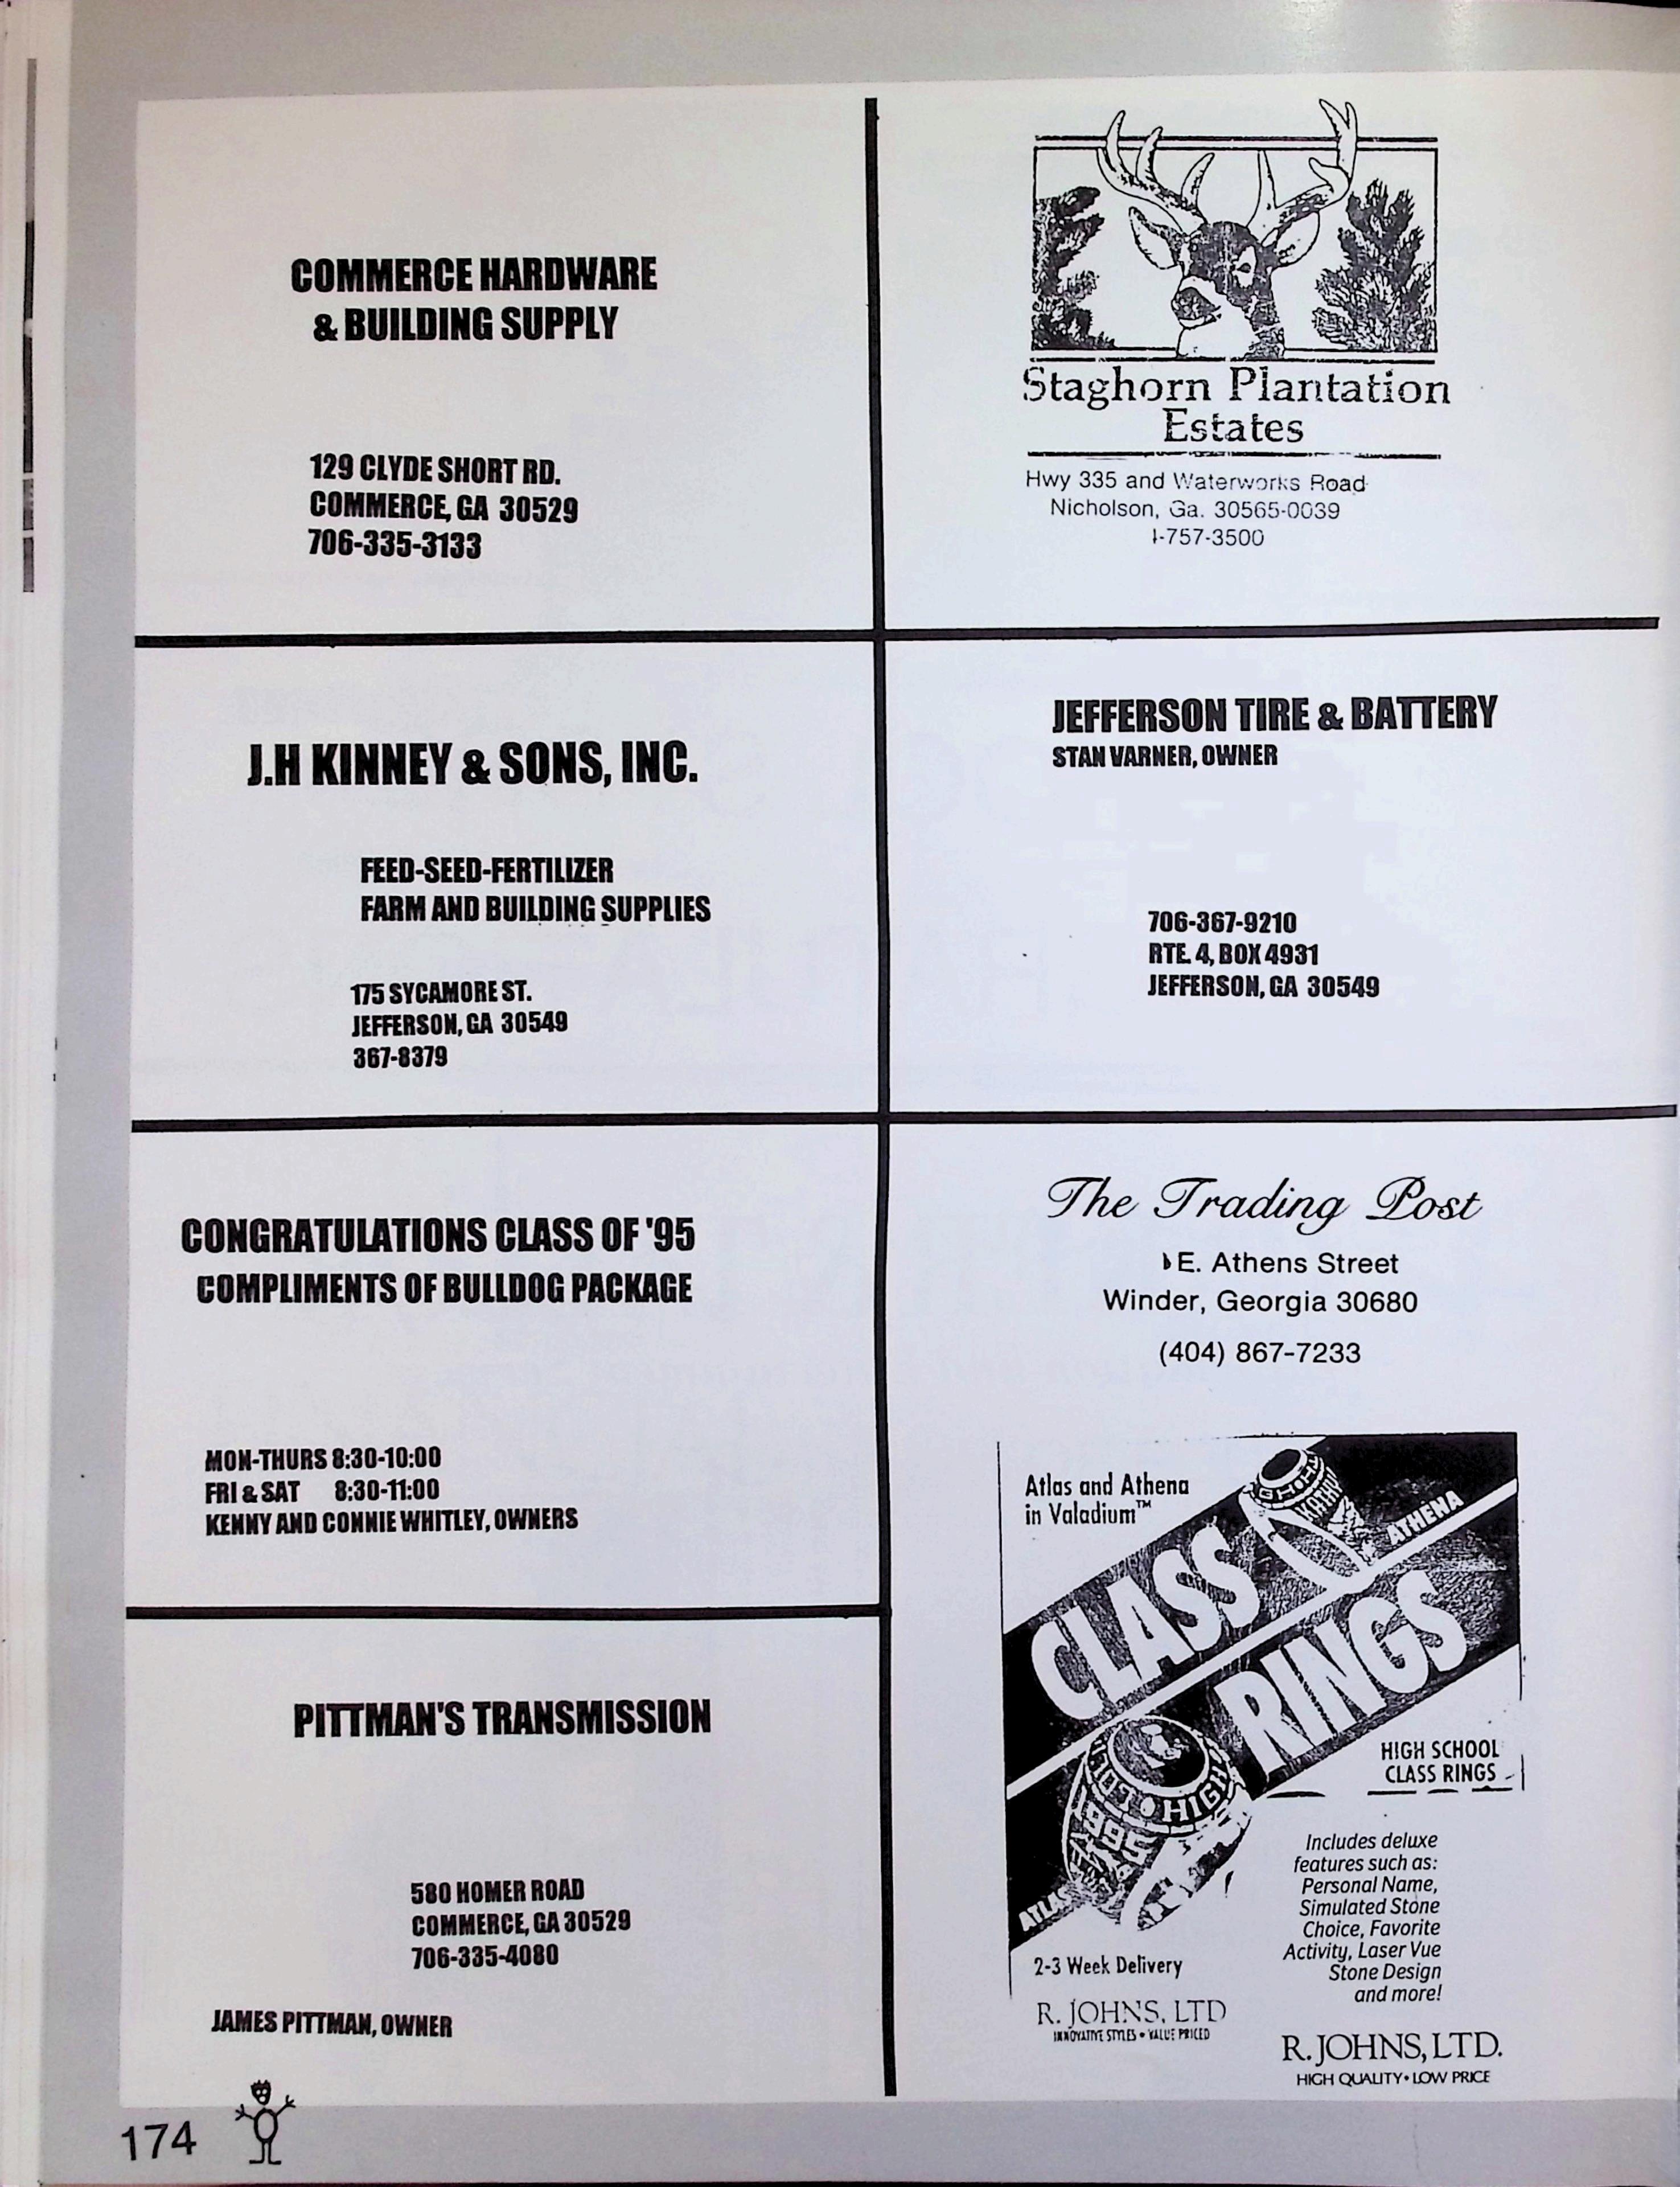 COMMERCE HARDWARE
& BUILDING SUPPLY
129 CLYDE SHORT RD.
COMMERCE, GA 30529
706-335-3133
Staghorn Plantation
Estates
Hwy 335 and Waterworks Road
Nicholson, Ga. 30565-0039
1-757-3500
J.H KINNEY & SONS, INC.
FEED-SEED-FERTILIZER
FARM AND BUILDING SUPPLIES
175 SYCAMORE ST.
JEFFERSON, GA 30549
367-8379
JEFFERSON TIRE & BATTERY
STAN VARNER, OWNER
706-367-9210
RTE. 4, BOX 4931
JEFFERSON, GA 30549
CONGRATULATIONS CLASS OF '95
COMPLIMENTS OF BULLDOG PACKAGE
MON-THURS 8:30-10:00
FRI & SAT 8:30-11:00
KENNY AND CONNIE WHITLEY, OWNERS
PITTMAN'S TRANSMISSION
580 HOMER ROAD
COMMERCE, GA 30529
706-335-4080
JAMES PITTMAN, OWNER
The Trading Post
E. Athens Street
Winder, Georgia 30680
(404) 867-7233
Atlas and Athena
in Valadium™
ATHENA
CLASS
RINGS
HIGH SCHOOL
CLASS RINGS
HIGH
1995
ATLAS
Includes deluxe
features such as:
Personal Name,
Simulated Stone
Choice, Favorite
Activity, Laser Vue
Stone Design
and more!
2-3 Week Delivery
R. JOHNS, LTD
INNOVATIVE STYLES • VALUE PRICED
R. JOHNS, LTD.
HIGH QUALITY • LOW PRICE
174